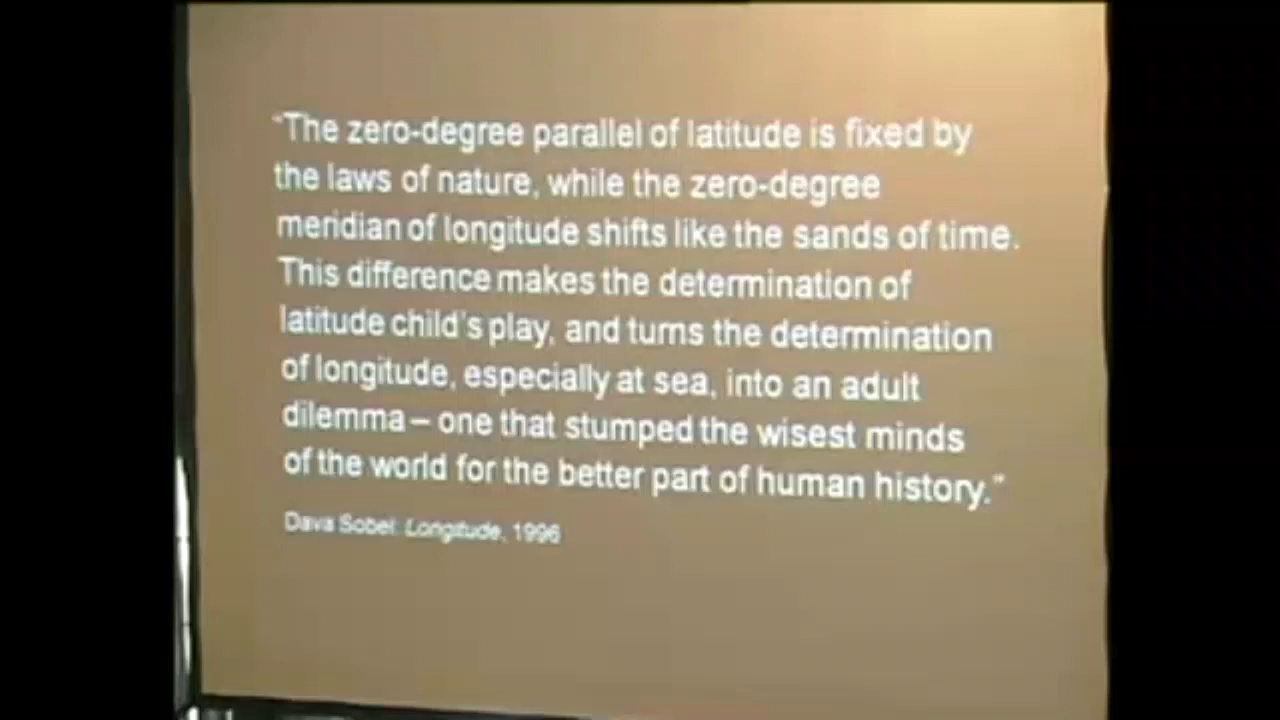 "The zero-degree parallel of latitude is fixed by
the laws of nature, while the zero-degree
meridian of longitude shifts like the sands of time.
This difference makes the determination of
latitude child's play, and turns the determination
of longitude, especially at sea, into an adult
dilemma – one that stumped the wisest minds
of the world for the better part of human history."
Dava Sobel: Longitude, 1996